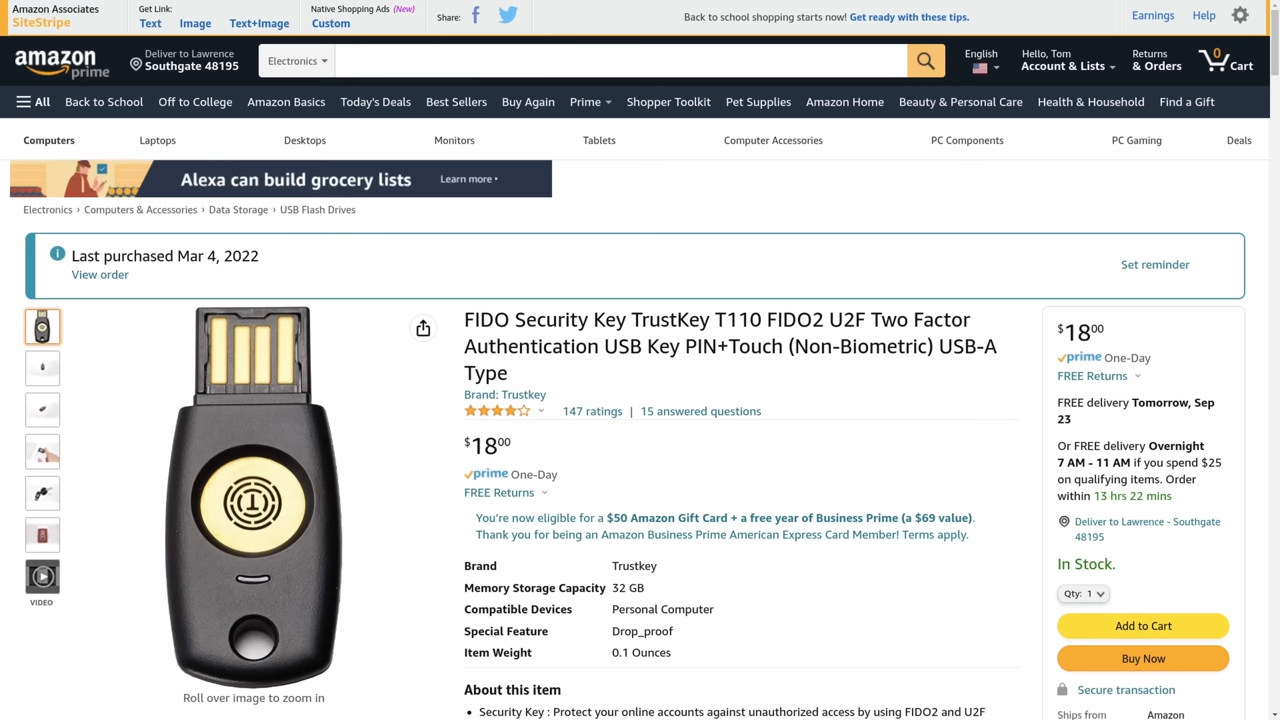 Amazon Associates
SiteStripe
Get Link:
Text Image Text+Image
Native Shopping Ads (New)
Custom
Share:
Back to school shopping starts now! Get ready with these tips.
Earnings Help
amazon
prime
Deliver to Lawrence
Southgate 48195
Electronics
English
Hello, Tom
Account & Lists
Returns
& Orders
0
Cart
All Back to School Off to College Amazon Basics Today's Deals Best Sellers Buy Again Prime Shopper Toolkit Pet Supplies Amazon Home Beauty & Personal Care Health & Household Find a Gift
Computers Laptops Desktops Monitors Tablets Computer Accessories PC Components PC Gaming Deals
Alexa can build grocery lists Learn more ▸
Electronics › Computers & Accessories › Data Storage › USB Flash Drives
Last purchased Mar 4, 2022
View order
Set reminder
VIDEO
Roll over image to zoom in
FIDO Security Key TrustKey T110 FIDO2 U2F Two Factor
Authentication USB Key PIN+Touch (Non-Biometric) USB-A
Type
Brand: Trustkey
147 ratings | 15 answered questions
$18⁰⁰
prime One-Day
FREE Returns
You're now eligible for a $50 Amazon Gift Card + a free year of Business Prime (a $69 value).
Thank you for being an Amazon Business Prime American Express Card Member! Terms apply.
Brand Trustkey
Memory Storage Capacity 32 GB
Compatible Devices Personal Computer
Special Feature Drop_proof
Item Weight 0.1 Ounces
About this item
• Security Key : Protect your online accounts against unauthorized access by using FIDO2 and U2F
$18⁰⁰
prime One-Day
FREE Returns
FREE delivery Tomorrow, Sep
23
Or FREE delivery Overnight
7 AM - 11 AM if you spend $25
on qualifying items. Order
within 13 hrs 22 mins
Deliver to Lawrence - Southgate
48195
In Stock.
Qty: 1
Add to Cart
Buy Now
Secure transaction
Ships from Amazon